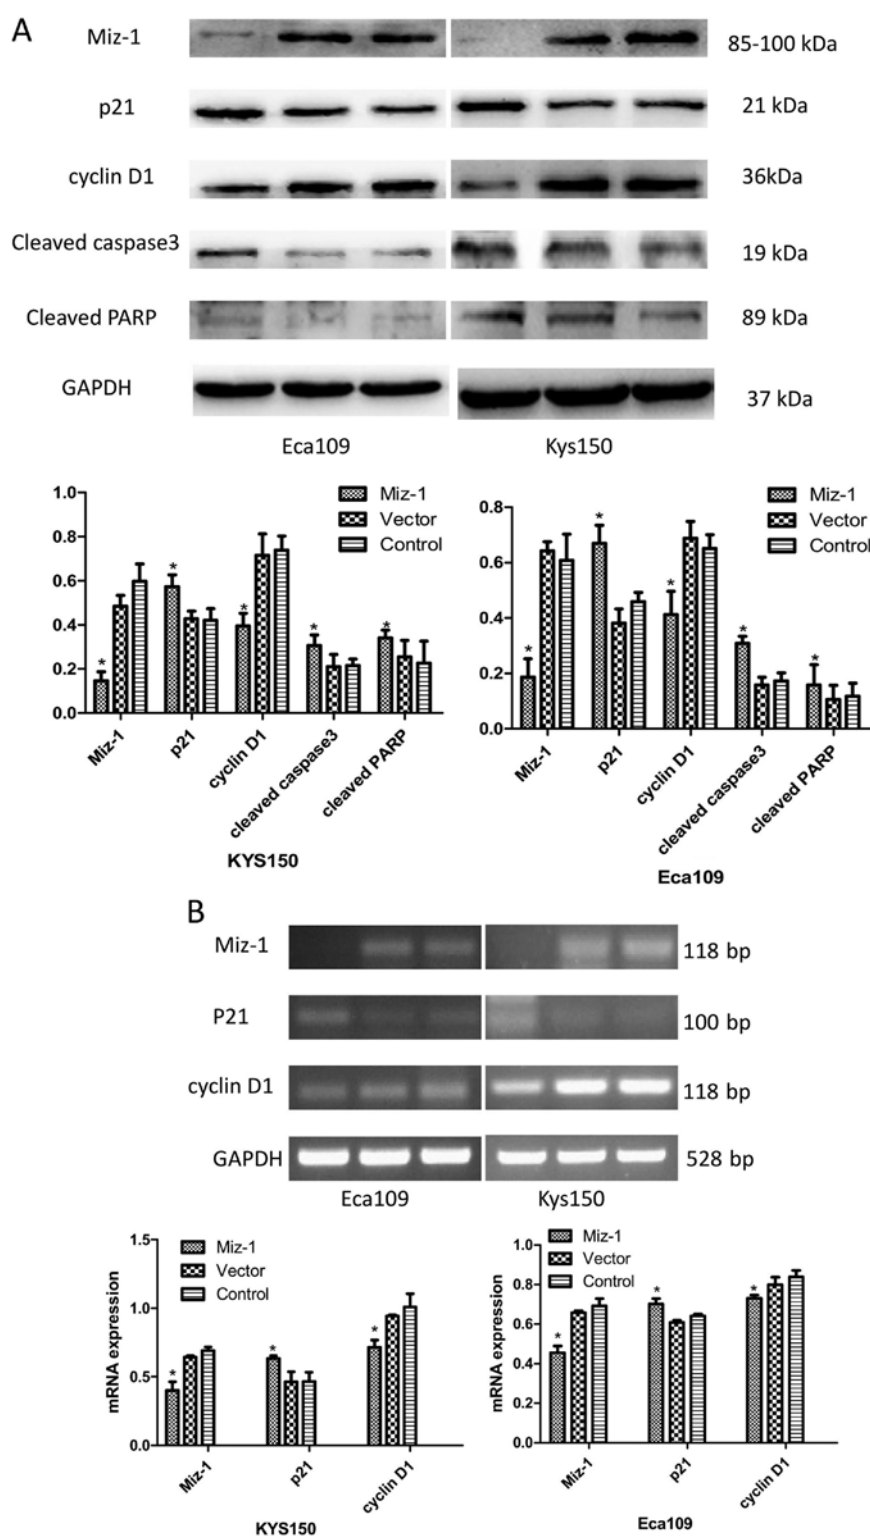 A
Miz-1
85-100 kDa
p21
21 kDa
cyclin D1
36kDa
Cleaved caspase3
19 kDa
Cleaved PARP
89 kDa
GAPDH
37 kDa
Eca109 Kys150
1.0
0.8
0.6
0.4
0.2
0.0
Miz-1
Vector
Control
*
*
*
*
*
Miz-1
p21
cyclin D1
cleaved caspase3
cleaved PARP
KYS150
0.8
0.6
0.4
0.2
0.0
Miz-1
Vector
Control
*
*
*
*
*
Miz-1
p21
cyclin D1
cleaved caspase3
cleaved PARP
Eca109
B
Miz-1
118 bp
P21
100 bp
cyclin D1
118 bp
GAPDH
528 bp
Eca109 Kys150
mRNA expression
1.5
1.0
0.5
0.0
Miz-1
Vector
Control
*
*
*
Miz-1
p21
cyclin D1
KYS150
mRNA expression
1.0
0.8
0.6
0.4
0.2
0.0
Miz-1
Vector
Control
*
*
*
Miz-1
p21
cyclin D1
Eca109